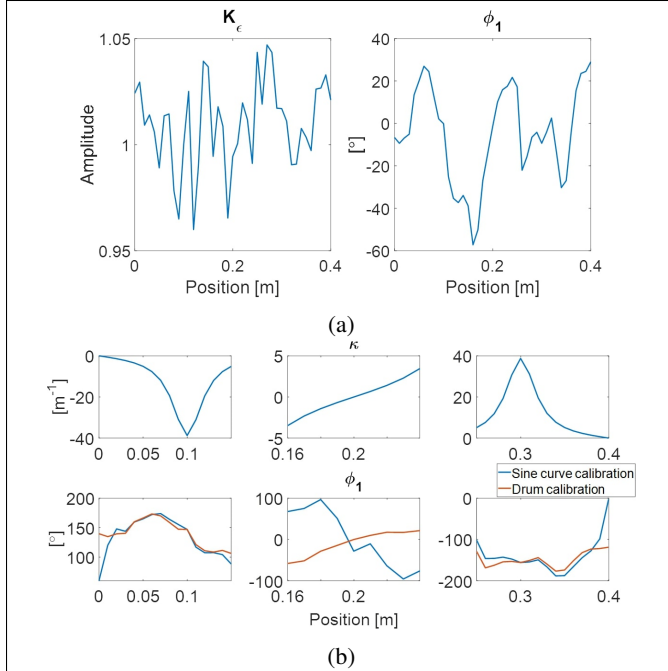 K_ϵ
ϕ_1
1.05
1
0.95
Amplitude
0 0.2 0.4
Position [m]
40
20
0
-20
-40
-60
[°]
0 0.1 0.2 0.3 0.4
Position [m]
(a)
κ
0
-20
-40
[m⁻¹]
0 0.05 0.1
5
0
-5
0.16 0.2
40
20
0
0.3 0.4
Sine curve calibration
Drum calibration
ϕ_1
200
150
100
[°]
0 0.05 0.1
100
0
-100
0.16 0.2
0
-100
-200
0.3 0.4
Position [m]
(b)